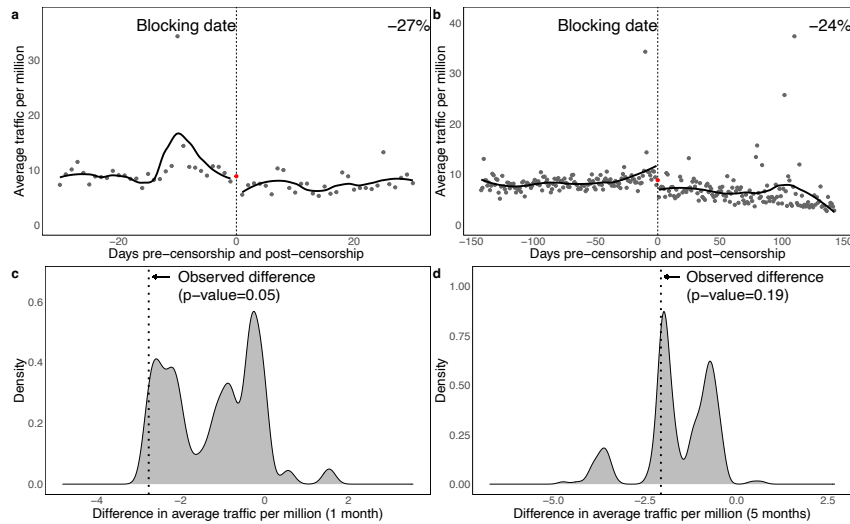 a
Blocking date
−27%
Average traffic per million
30
20
10
0
−20
0
20
Days pre−censorship and post−censorship
b
Blocking date
−24%
Average traffic per million
40
30
20
10
0
−150
−100
−50
0
50
100
150
Days pre−censorship and post−censorship
c
Observed difference
(p−value=0.05)
Density
0.6
0.4
0.2
0.0
−4
−2
0
2
Difference in average traffic per million (1 month)
d
Observed difference
(p−value=0.19)
Density
1.00
0.75
0.50
0.25
0.00
−5.0
−2.5
0.0
2.5
Difference in average traffic per million (5 months)